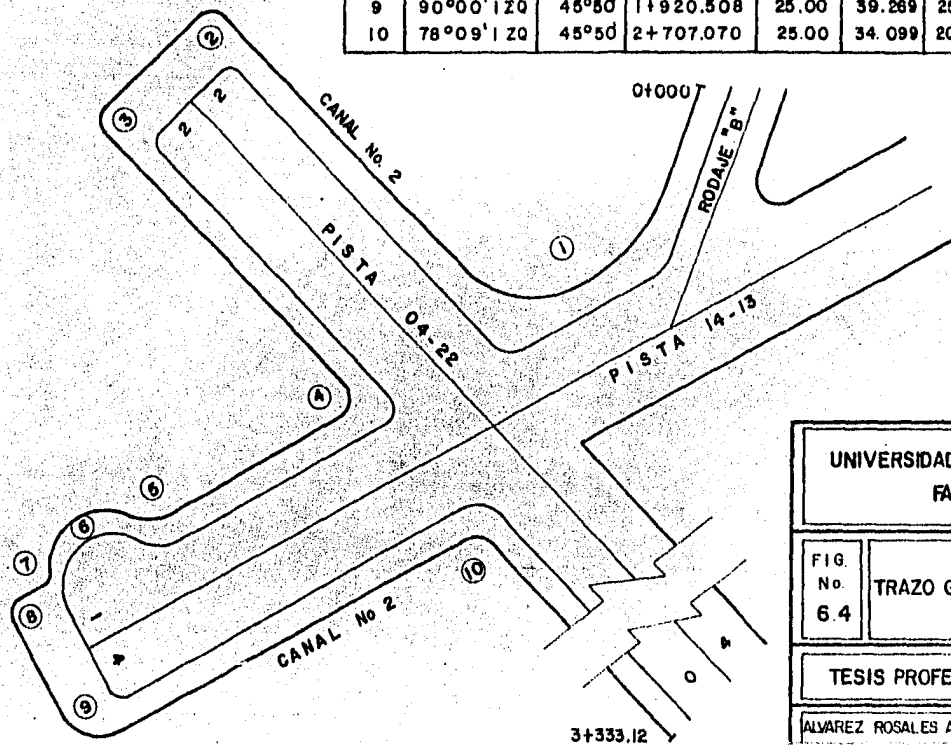 9 90°00'IZQ 45°50' 1+920.508 25.00 39.269
10 78°09'IZQ 45°50' 2+707.070 25.00 34.099
0+000
RODAJE "B"
2
3
2
2
CANAL No. 2
1
PISTA 04-22
PISTA 14-13
4
5
6
7
8
1
4
9
10
CANAL No 2
0 4
3+333.12
UNIVERSIDAD
FA
FIG. No. 6.4
TRAZO G
TESIS PROFE
ALVAREZ ROSALES A